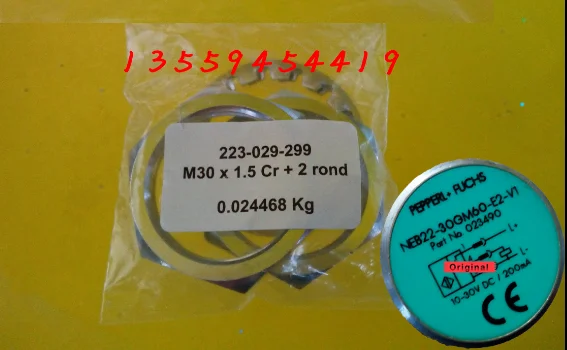 13559454419
223-029-299
M30 x 1.5 Cr + 2 rond
0.024468 Kg
PEPPERL+FUCHS
NEB22-30GM60-E2-V1
Part No. 023490
L+
Original
L-
10-30V DC / 200mA
CE